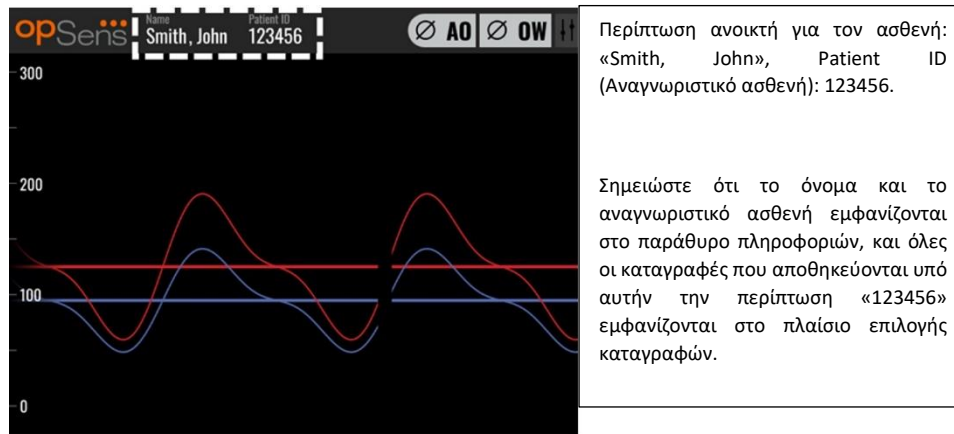 opSens
Name Patient ID
Smith, John 123456
Ø AO Ø OW
300
200
100
0
Περίπτωση ανοικτή για τον ασθενή:
«Smith, John», Patient ID
(Αναγνωριστικό ασθενή): 123456.
Σημειώστε ότι το όνομα και το
αναγνωριστικό ασθενή εμφανίζονται
στο παράθυρο πληροφοριών, και όλες
οι καταγραφές που αποθηκεύονται υπό
αυτήν την περίπτωση «123456»
εμφανίζονται στο πλαίσιο επιλογής
καταγραφών.